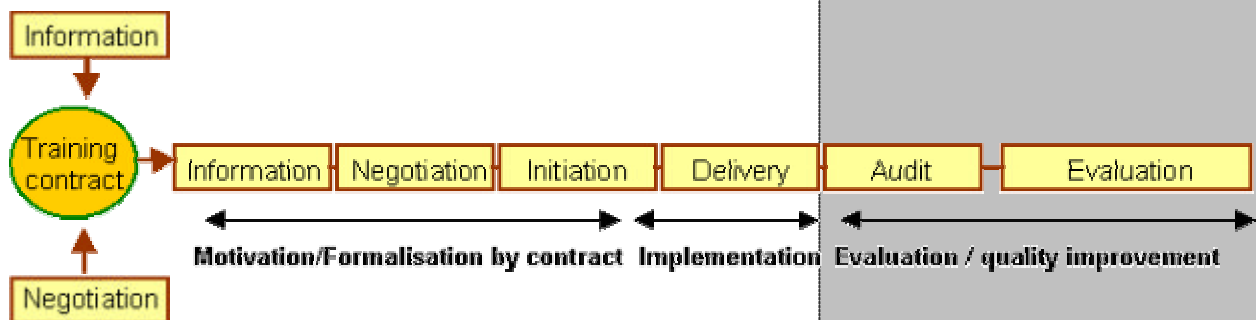 Information
Training
contract
Information Negotiation Initiation Delivery Audit Evaluation
Motivation/Formalisation by contract Implementation Evaluation / quality improvement
Negotiation